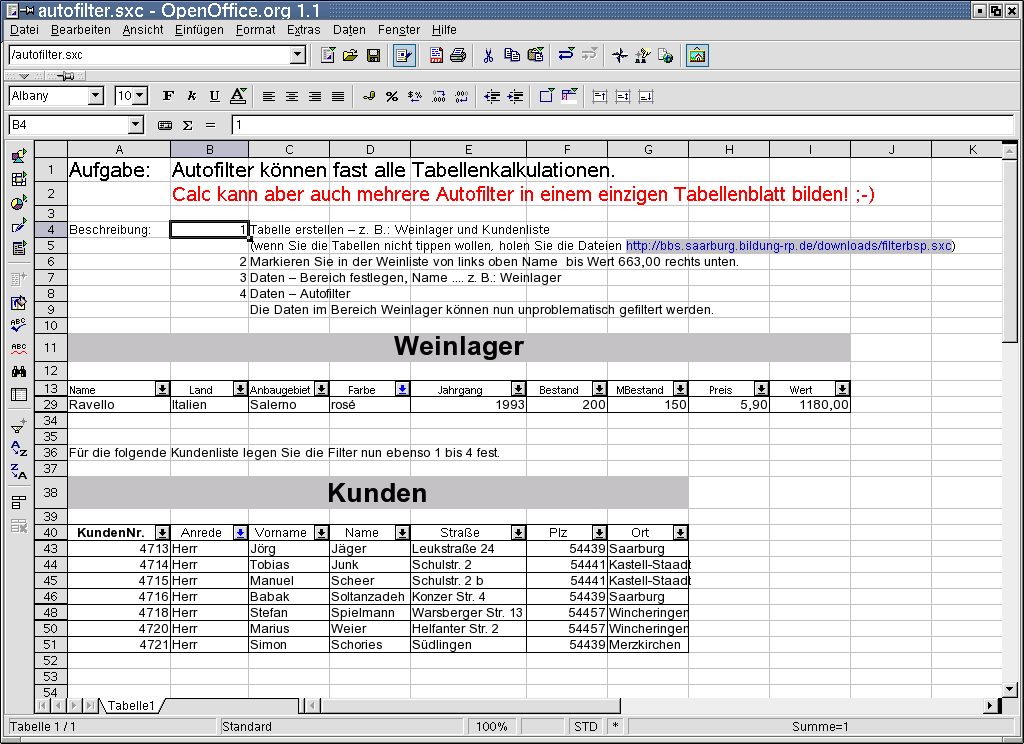 autofilter.sxc - OpenOffice.org 1.1
Datei Bearbeiten Ansicht Einfügen Format Extras Daten Fenster Hilfe
/autofilter.sxc
Albany 10 F K U A
B4 Σ = 1
A B C D E F G H I J K
1 Aufgabe: Autofilter können fast alle Tabellenkalkulationen.
2 Calc kann aber auch mehrere Autofilter in einem einzigen Tabellenblatt bilden! ;-)
3
4 Beschreibung: 1 Tabelle erstellen – z. B.: Weinlager und Kundenliste
5 (wenn Sie die Tabellen nicht tippen wollen, holen Sie die Dateien http://bbs.saarburg.bildung-rp.de/downloads/filterbsp.sxc)
6 2 Markieren Sie in der Weinliste von links oben Name bis Wert 663,00 rechts unten.
7 3 Daten – Bereich festlegen, Name .... z. B.: Weinlager
8 4 Daten – Autofilter
9 Die Daten im Bereich Weinlager können nun unproblematisch gefiltert werden.
10
11 Weinlager
12
13 Name Land Anbaugebiet Farbe Jahrgang Bestand MBestand Preis Wert
29 Ravello Italien Salerno rosé 1993 200 150 5,90 1180,00
34
35
36 Für die folgende Kundenliste legen Sie die Filter nun ebenso 1 bis 4 fest.
37
38 Kunden
39
40 KundenNr. Anrede Vorname Name Straße Plz Ort
43 4713 Herr Jörg Jäger Leukstraße 24 54439 Saarburg
44 4714 Herr Tobias Junk Schulstr. 2 54441 Kastell-Staadt
45 4715 Herr Manuel Scheer Schulstr. 2 b 54441 Kastell-Staadt
46 4716 Herr Babak Soltanzadeh Konzer Str. 4 54439 Saarburg
48 4718 Herr Stefan Spielmann Warsberger Str. 13 54457 Wincheringen
50 4720 Herr Marius Weier Helfanter Str. 2 54457 Wincheringen
51 4721 Herr Simon Schories Südlingen 54439 Merzkirchen
52
53
54
Tabelle1
Tabelle 1 / 1 Standard 100% STD * Summe=1